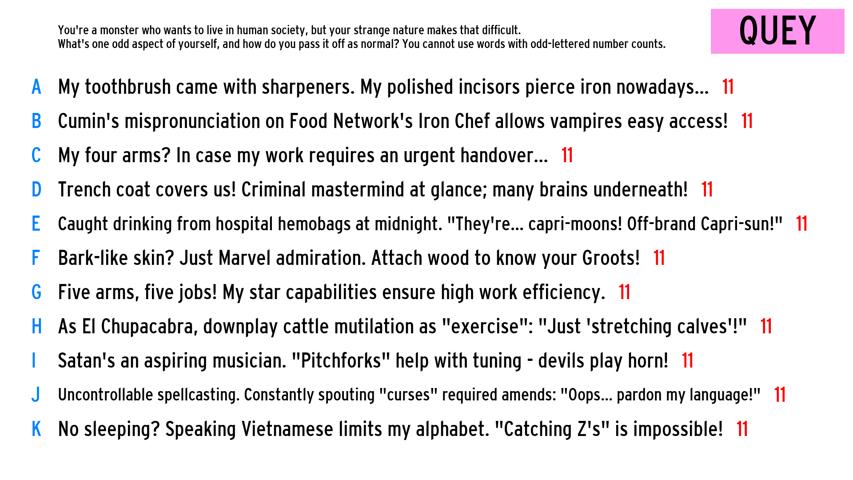 You're a monster who wants to live in human society, but your strange nature makes that difficult.
What's one odd aspect of yourself, and how do you pass it off as normal? You cannot use words with odd-lettered number counts.
QUEY
A My toothbrush came with sharpeners. My polished incisors pierce iron nowadays... 11
B Cumin's mispronunciation on Food Network's Iron Chef allows vampires easy access! 11
C My four arms? In case my work requires an urgent handover... 11
D Trench coat covers us! Criminal mastermind at glance; many brains underneath! 11
E Caught drinking from hospital hemobags at midnight. "They're... capri-moons! Off-brand Capri-sun!" 11
F Bark-like skin? Just Marvel admiration. Attach wood to know your Groots! 11
G Five arms, five jobs! My star capabilities ensure high work efficiency. 11
H As El Chupacabra, downplay cattle mutilation as "exercise": "Just 'stretching calves'!" 11
I Satan's an aspiring musician. "Pitchforks" help with tuning - devils play horn! 11
J Uncontrollable spellcasting. Constantly spouting "curses" required amends: "Oops... pardon my language!" 11
K No sleeping? Speaking Vietnamese limits my alphabet. "Catching Z's" is impossible! 11